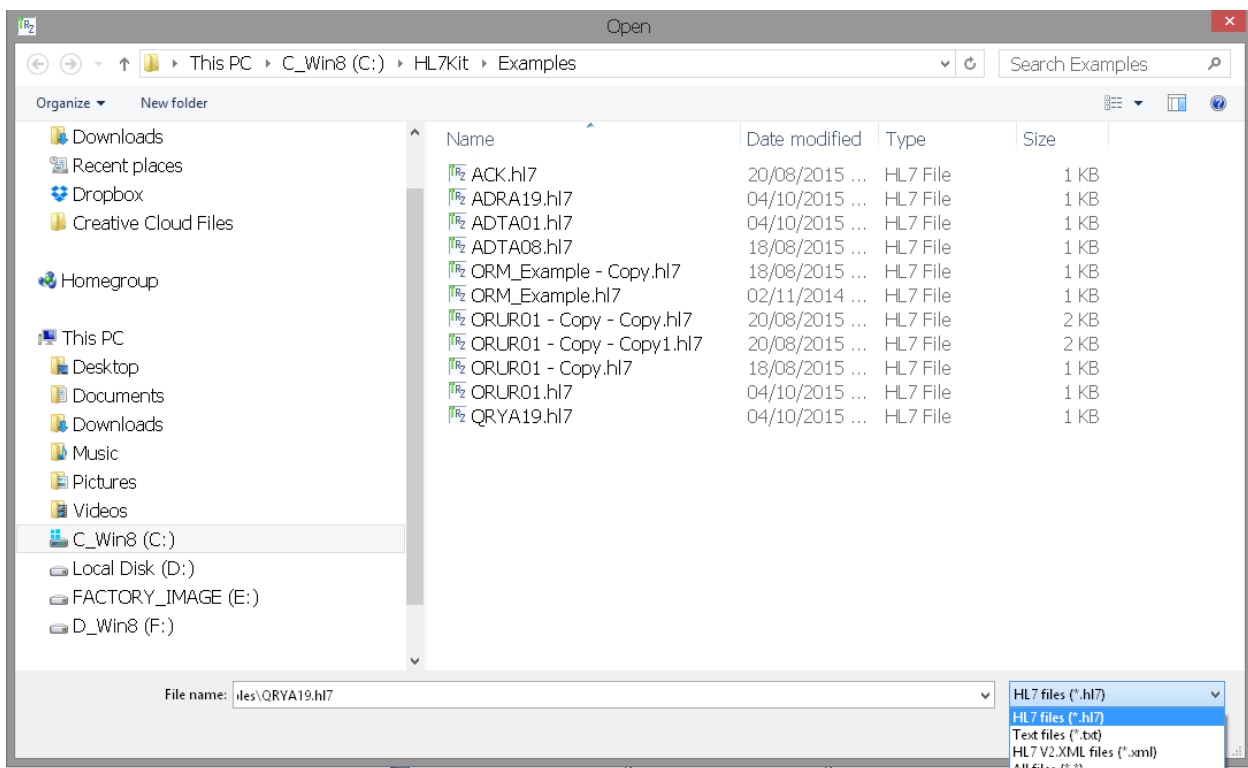 Open
This PC C_Win8 (C:) HL7Kit Examples
Search Examples
Organize New folder
Downloads
Recent places
Dropbox
Creative Cloud Files
Homegroup
This PC
Desktop
Documents
Downloads
Music
Pictures
Videos
C_Win8 (C:)
Local Disk (D:)
FACTORY_IMAGE (E:)
D_Win8 (F:)
Name Date modified Type Size
ACK.hl7 20/08/2015 ... HL7 File 1 KB
ADRA19.hl7 04/10/2015 ... HL7 File 1 KB
ADTA01.hl7 04/10/2015 ... HL7 File 1 KB
ADTA08.hl7 18/08/2015 ... HL7 File 1 KB
ORM_Example - Copy.hl7 18/08/2015 ... HL7 File 1 KB
ORM_Example.hl7 02/11/2014 ... HL7 File 1 KB
ORUR01 - Copy - Copy.hl7 20/08/2015 ... HL7 File 2 KB
ORUR01 - Copy - Copy1.hl7 20/08/2015 ... HL7 File 2 KB
ORUR01 - Copy.hl7 18/08/2015 ... HL7 File 1 KB
ORUR01.hl7 04/10/2015 ... HL7 File 1 KB
QRYA19.hl7 04/10/2015 ... HL7 File 1 KB
File name: les\QRYA19.hl7
HL7 files (*.hl7)
HL7 files (*.hl7)
Text files (*.txt)
HL7 V2.XML files (*.xml)
All files (*.*)